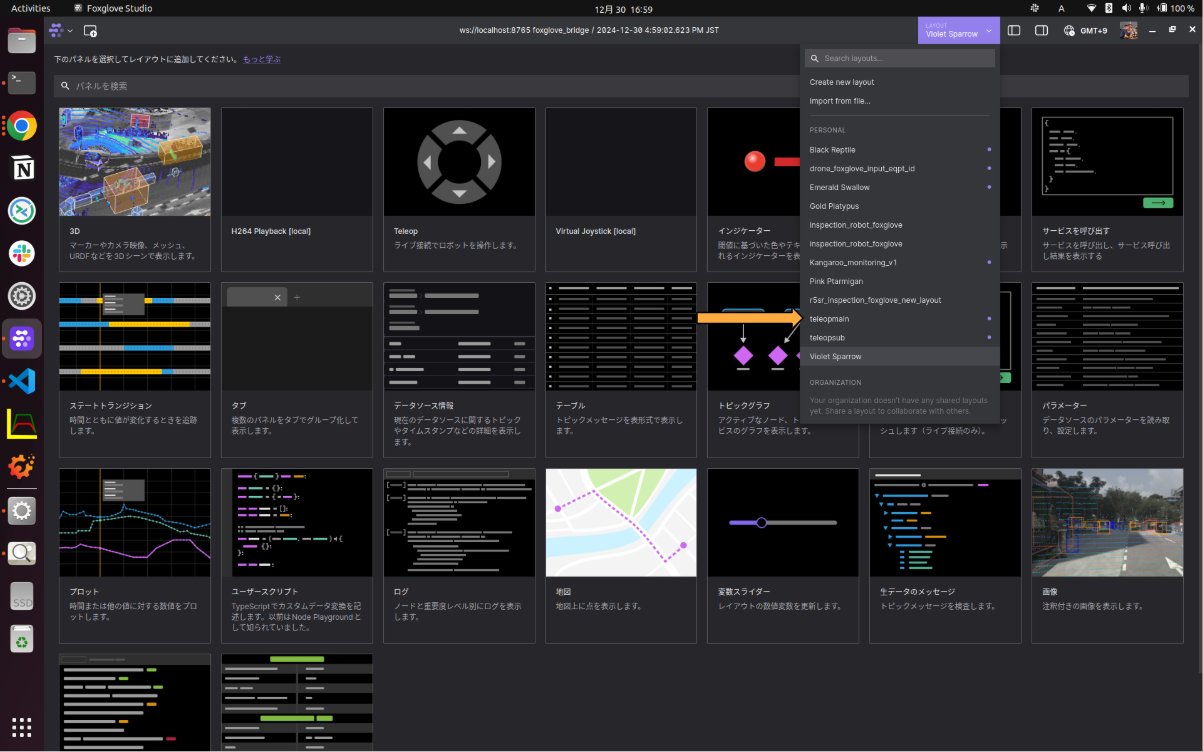 Activities
Foxglove Studio
12月 30 16:59
A
100 %
ws://localhost:8765 foxglove_bridge / 2024-12-30 4:59:02.623 PM JST
LAYOUT
Violet Sparrow
GMT+9
下のパネルを選択してレイアウトに追加してください。 もっと学ぶ
パネルを検索
Search layouts...
Create new layout
Import from file...
PERSONAL
Black Reptile
drone_foxglove_input_eqpt_id
Emerald Swallow
Gold Platypus
inspection_robot_foxglove
inspection_robot_foxglove
Kangaroo_monitoring_v1
Pink Ptarmigan
r5sr_inspection_foxglove_new_layout
teleopmain
teleopsub
Violet Sparrow
ORGANIZATION
Your organization doesn't have any shared layouts
yet. Share a layout to collaborate with others.
3D
マーカーやカメラ映像、メッシュ、
URDFなどを3Dシーンで表示します。
H264 Playback [local]
Teleop
ライブ接続でロボットを操作します。
Virtual Joystick [local]
インジケーター
閾値に基づいた色やテキ
れるインジケーターを表
示
サービスを呼び出す
サービスを呼び出し、サービス呼び出
し結果を表示する
ステートトランジション
時間とともに値が変化するときを追跡
します。
タブ
複数のパネルをタブでグループ化して
表示します。
データソース情報
現在のデータソースに関するトピック
やタイムスタンプなどの詳細を表示し
ます。
テーブル
トピックメッセージを表形式で表示し
ます。
トピックグラフ
アクティブなノード、ト
ビスのグラフを表示します。
ッシュします（ライブ接続のみ）。
パラメーター
データソースのパラメーターを読み取
り、設定します。
プロット
時間または他の値に対する数値をプロ
ットします。
ユーザースクリプト
TypeScriptでカスタムデータ変換を記
述します。以前はNode Playgroundと
して知られていました。
ログ
ノードと重要度レベル別にログを表示
します。
地図
地図上に点を表示します。
変数スライダー
レイアウトの数値変数を更新します。
生データのメッセージ
トピックメッセージを検査します。
画像
注釈付きの画像を表示します。
SSD